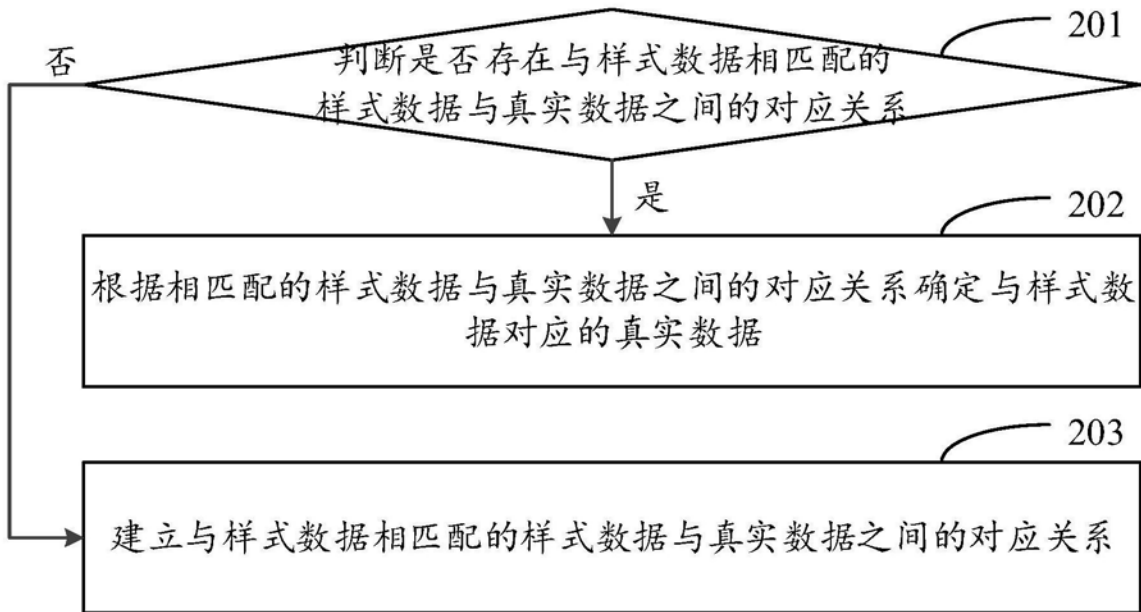 201
否
判断是否存在与样式数据相匹配的
样式数据与真实数据之间的对应关系
是
202
根据相匹配的样式数据与真实数据之间的对应关系确定与样式数
据对应的真实数据
203
建立与样式数据相匹配的样式数据与真实数据之间的对应关系